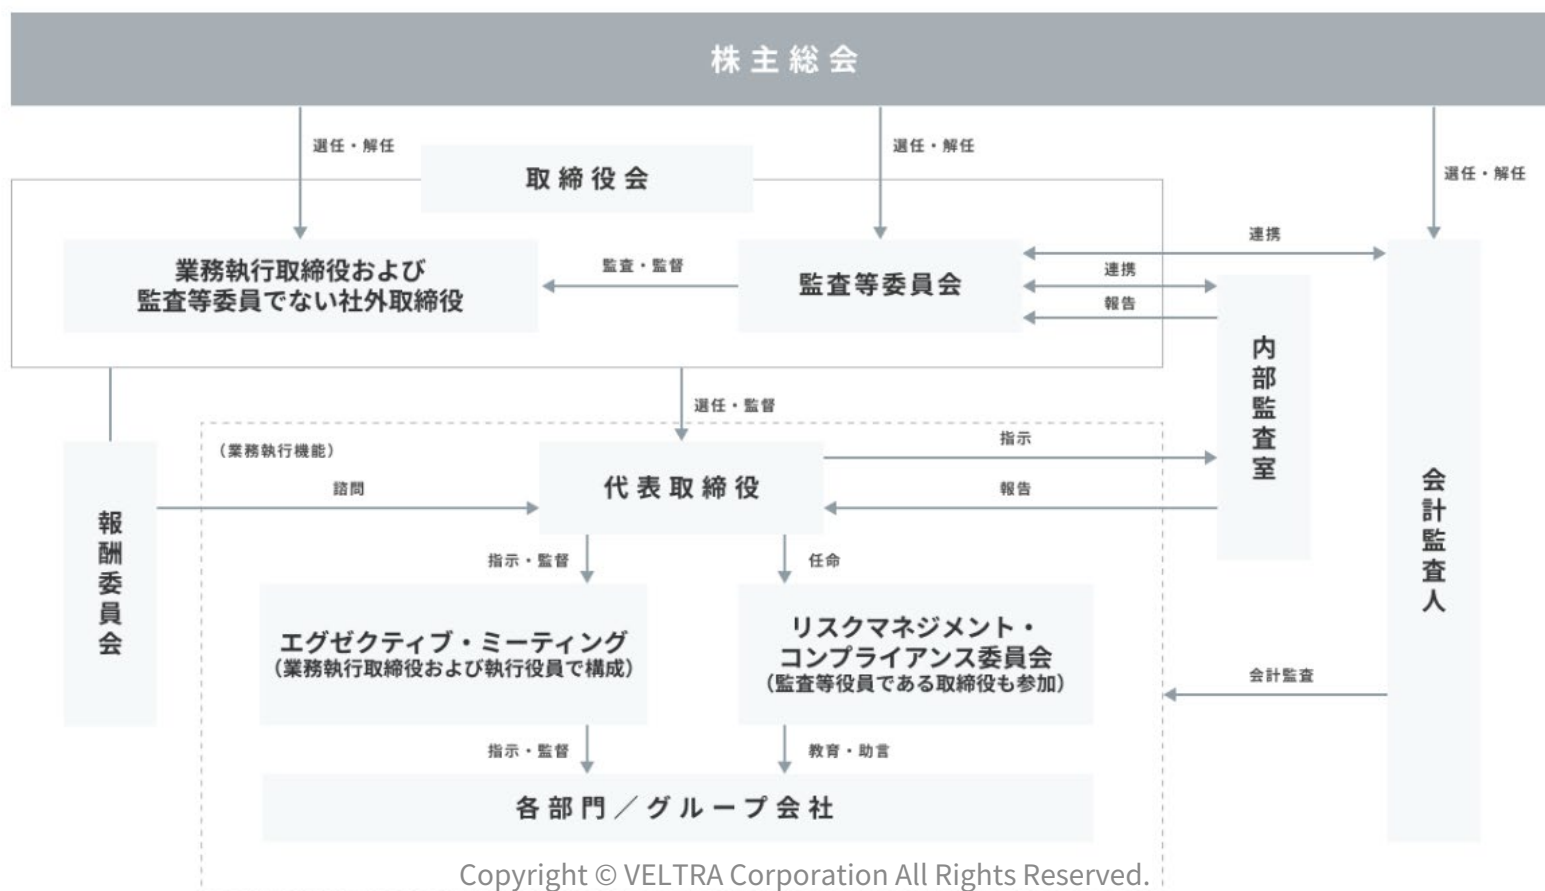 株主総会
選任・解任
選任・解任
選任・解任
取締役会
業務執行取締役および
監査等委員でない社外取締役
監査・監督
監査等委員会
連携
連携
報告
内部監査室
会計監査人
選任・監督
（業務執行機能）
代表取締役
指示
報告
諮問
報酬委員会
指示・監督
任命
エグゼクティブ・ミーティング
（業務執行取締役および執行役員で構成）
リスクマネジメント・
コンプライアンス委員会
（監査等役員である取締役も参加）
会計監査
指示・監督
教育・助言
各部門／グループ会社
Copyright © VELTRA Corporation All Rights Reserved.